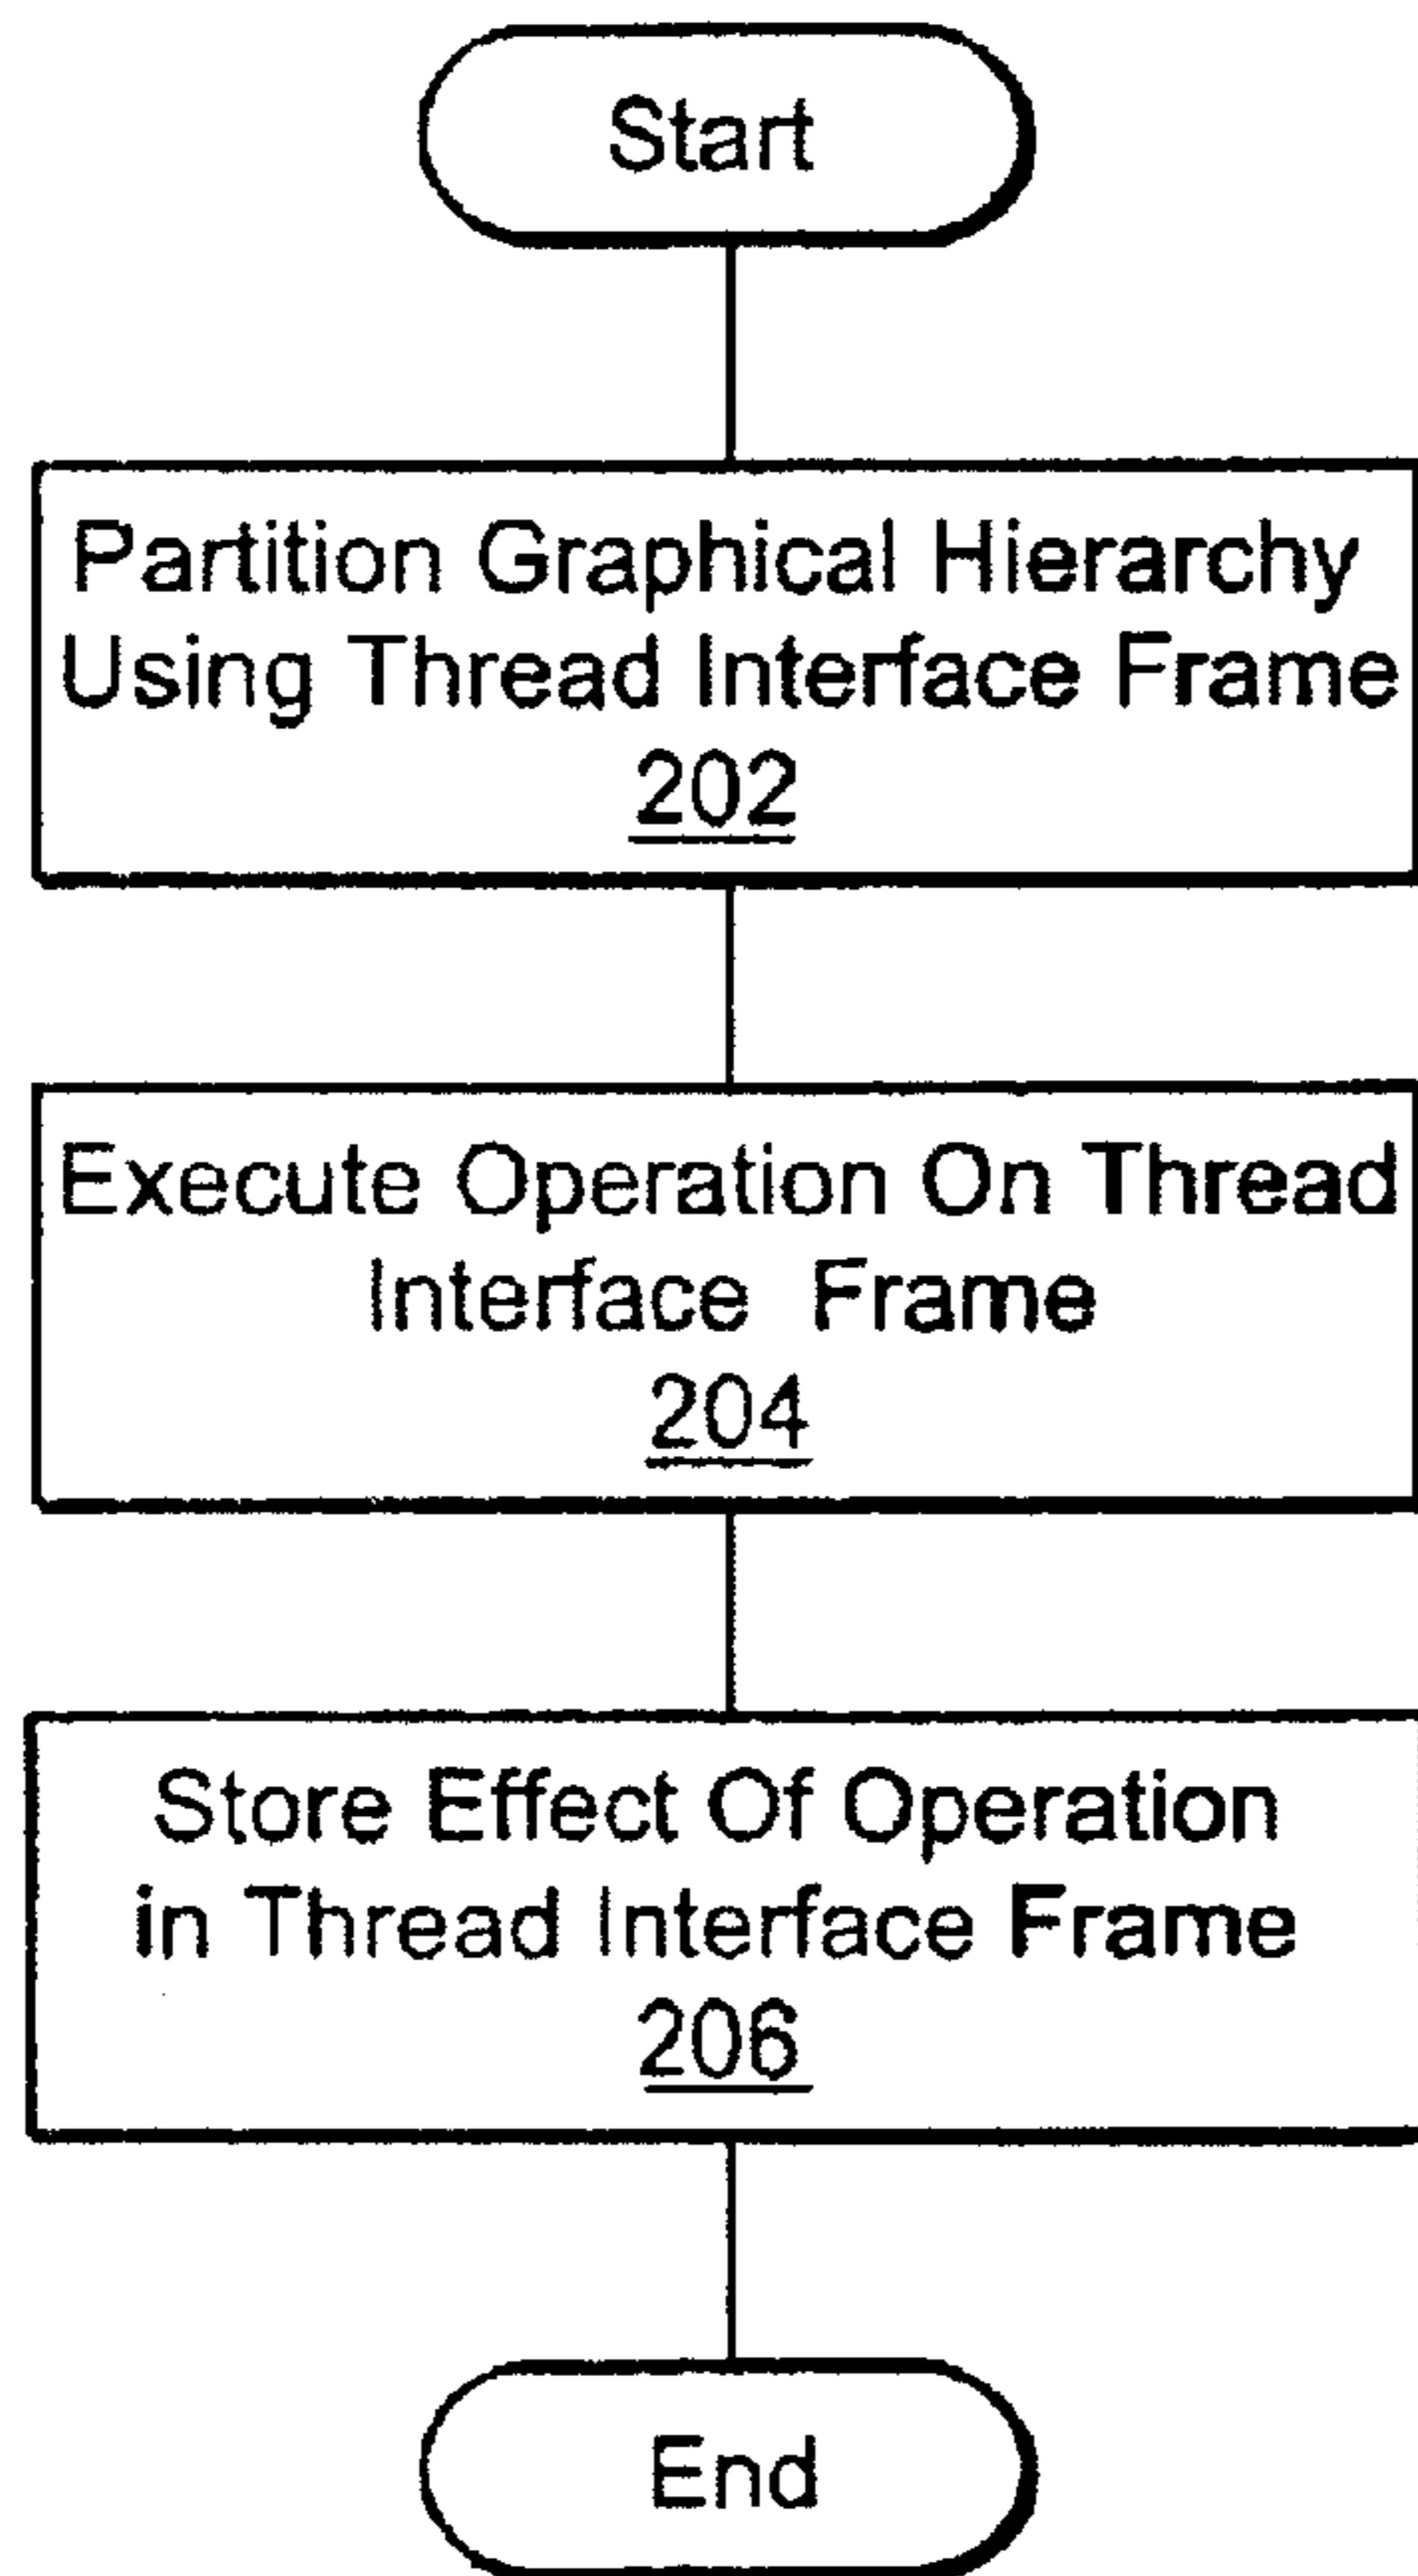 Start
Partition Graphical Hierarchy
Using Thread Interface Frame
202
Execute Operation On Thread
Interface Frame
204
Store Effect Of Operation
in Thread Interface Frame
206
End